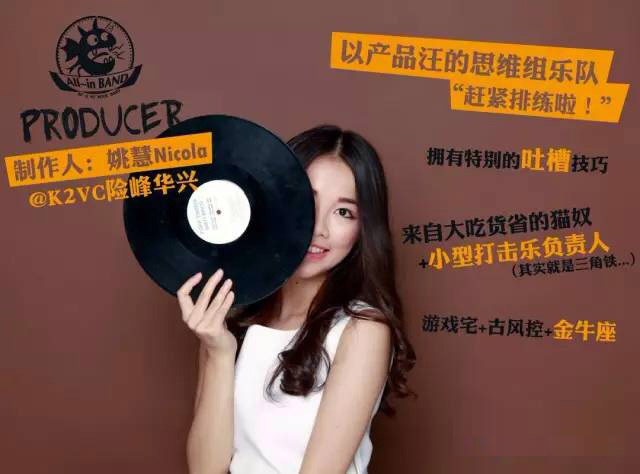 All-in BAND
PRODUCER
制作人：姚慧Nicola
@K2VC险峰华兴
以产品汪的思维组乐队
“赶紧排练啦！”
拥有特别的吐槽技巧
来自大吃货省的猫奴
+小型打击乐负责人
（其实就是三角铁...）
游戏宅+古风控+金牛座